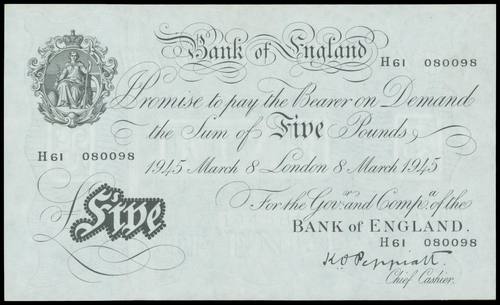 Bank of England
H61 080098
Promise to pay the Bearer on Demand
the Sum of Five Pounds
H61 080098
1945 March 8 London 8 March 1945
For the Govr. and Compa. of the
£Five
BANK OF ENGLAND.
H61 080098
K O Peppiatt.
Chief Cashier.